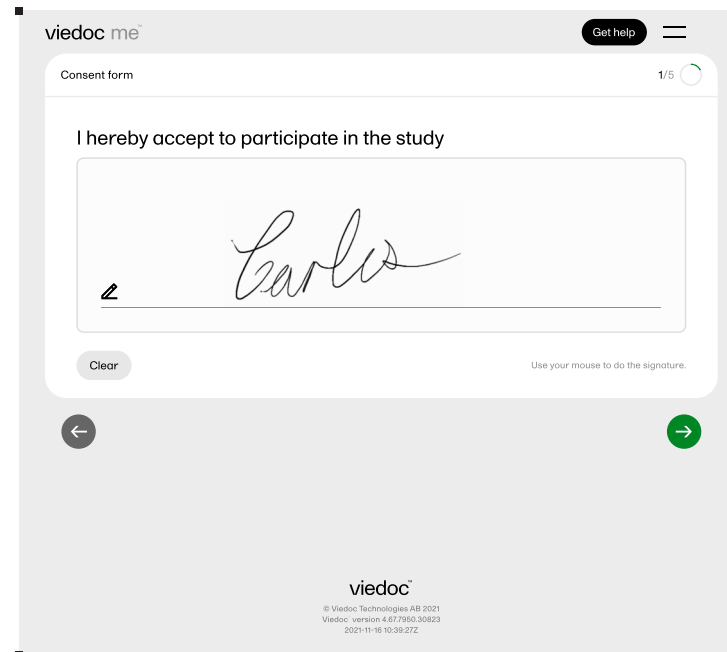 viedoc me™
Get help
Consent form
1/5
I hereby accept to participate in the study
Carlos
Clear
Use your mouse to do the signature.
viedoc™
© Viedoc Technologies AB 2021
Viedoc version 4.67.7950.30823
2021-11-16 10:39:27Z